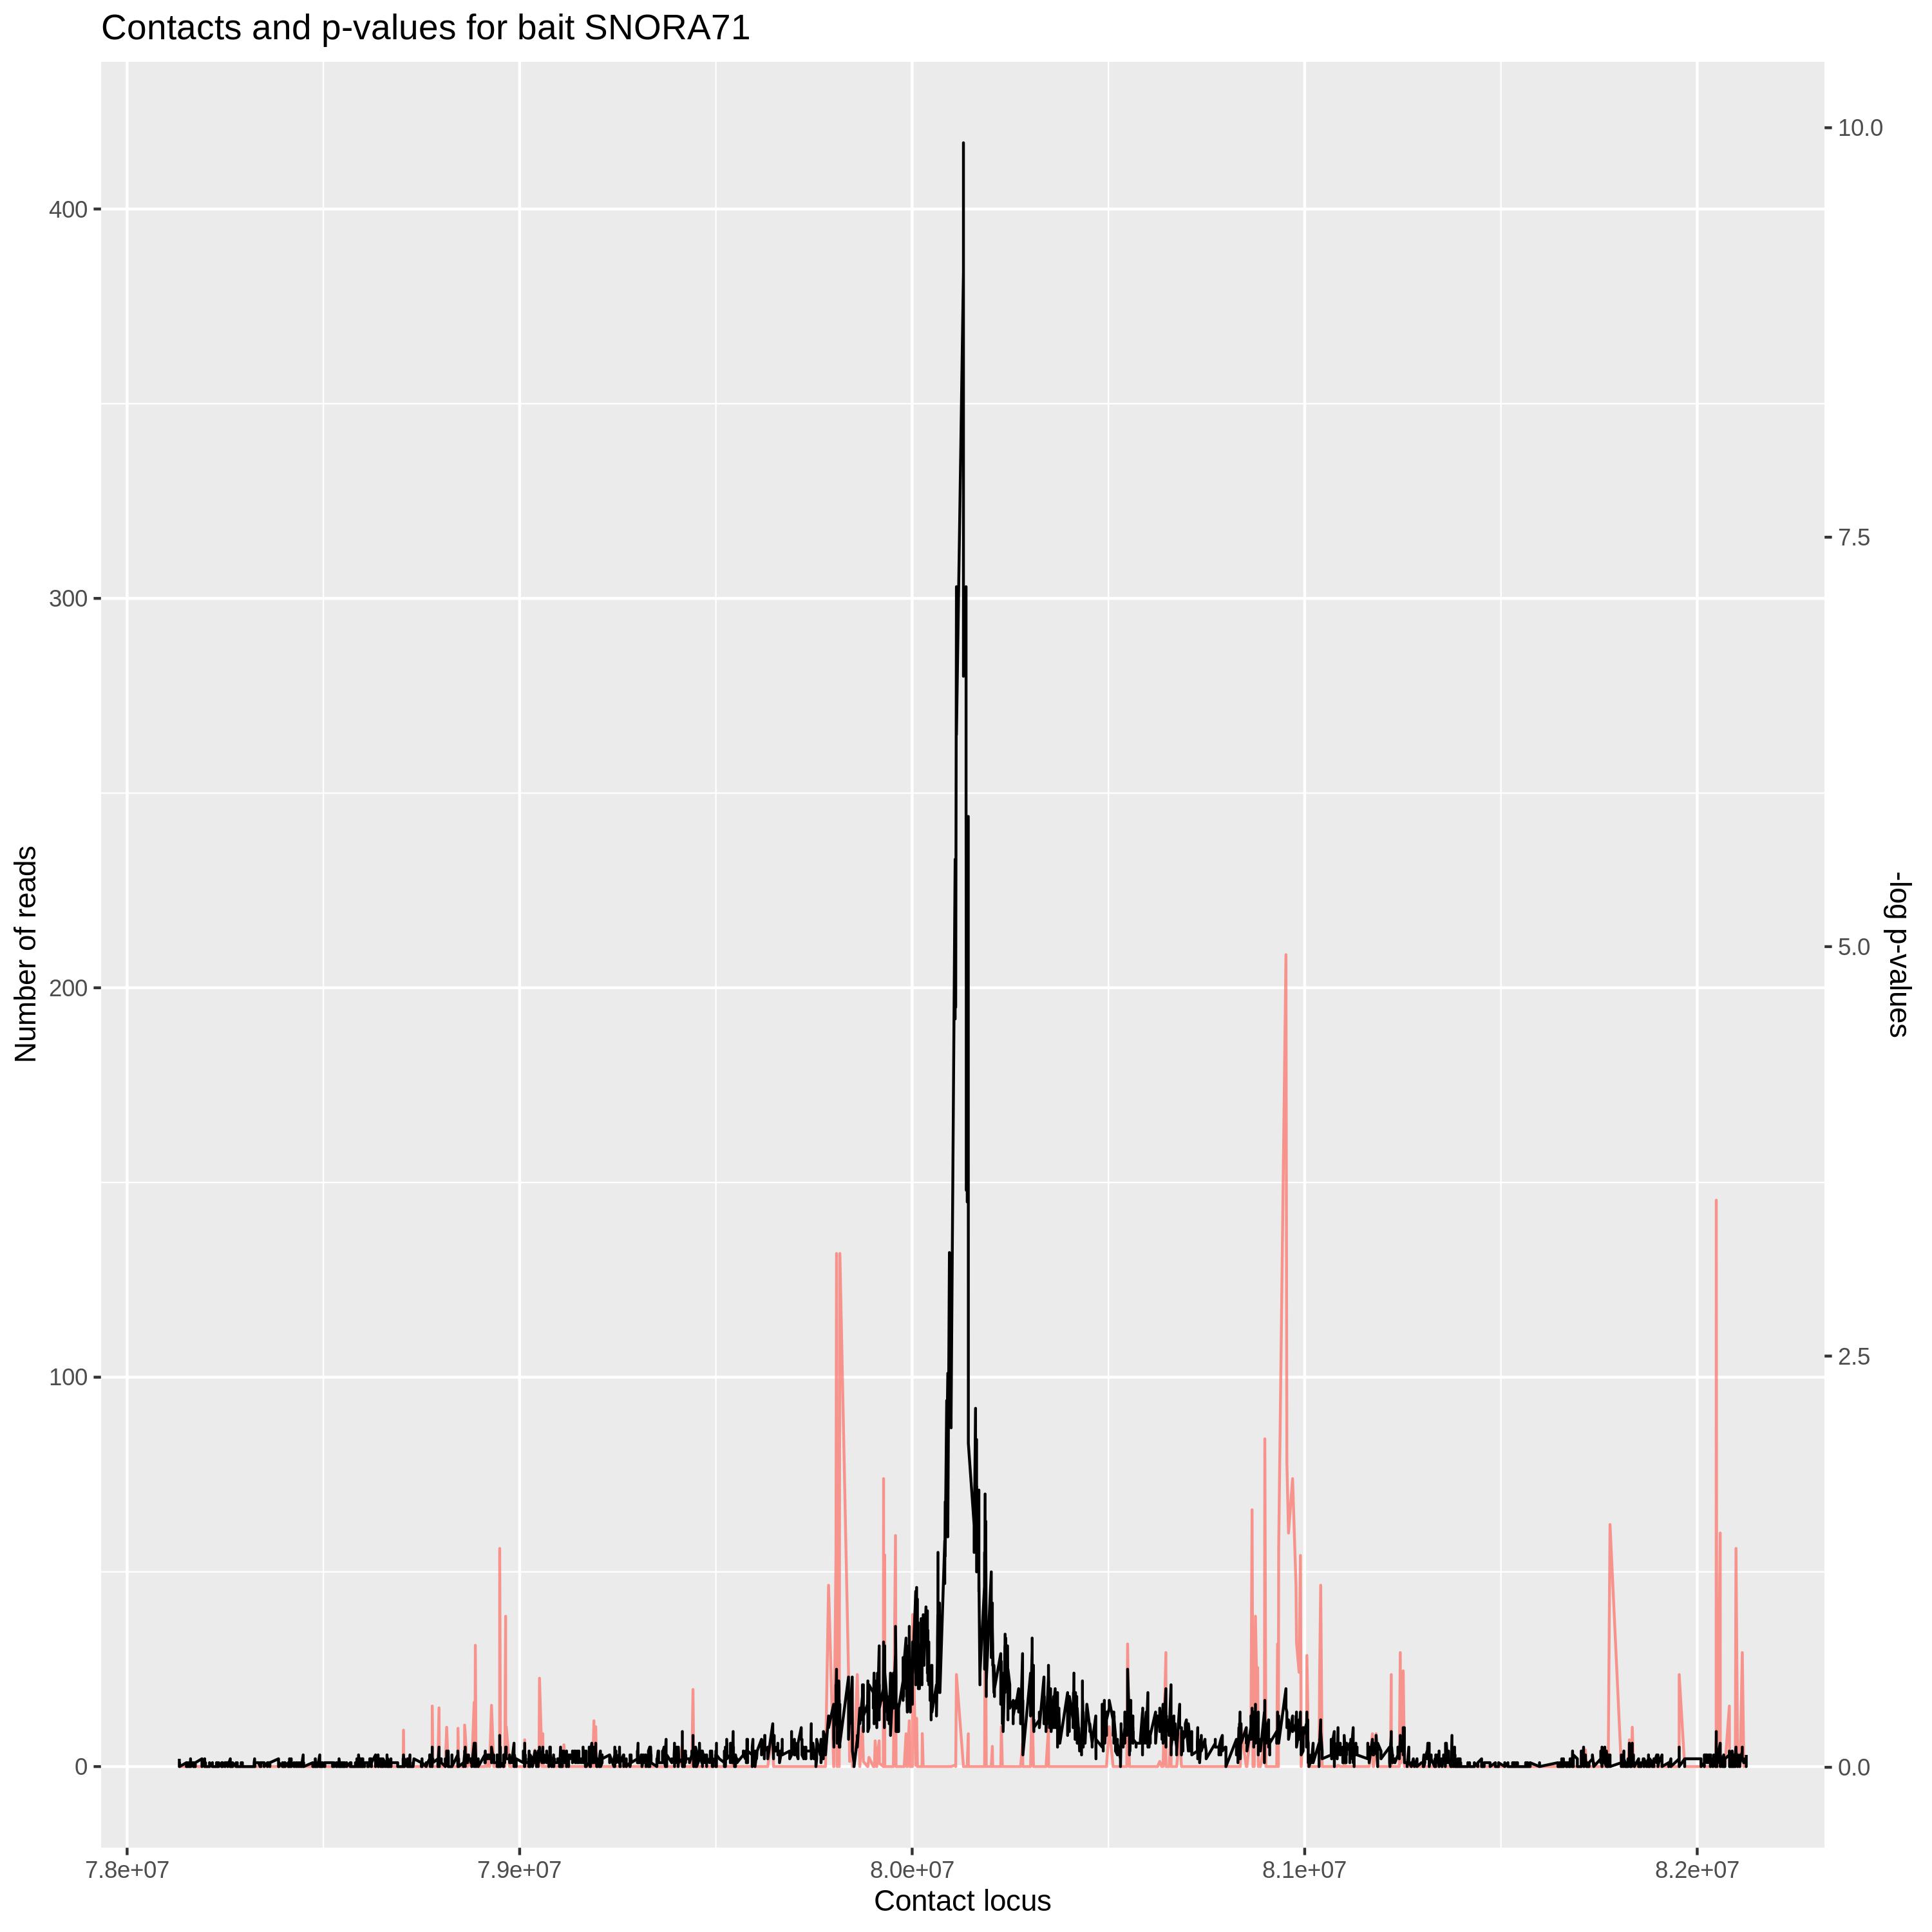 Contacts and p-values for bait SNORA71
400
300
200
100
0
10.0
7.5
5.0
2.5
0.0
Number of reads
-log p-values
7.8e+07
7.9e+07
8.0e+07
8.1e+07
8.2e+07
Contact locus